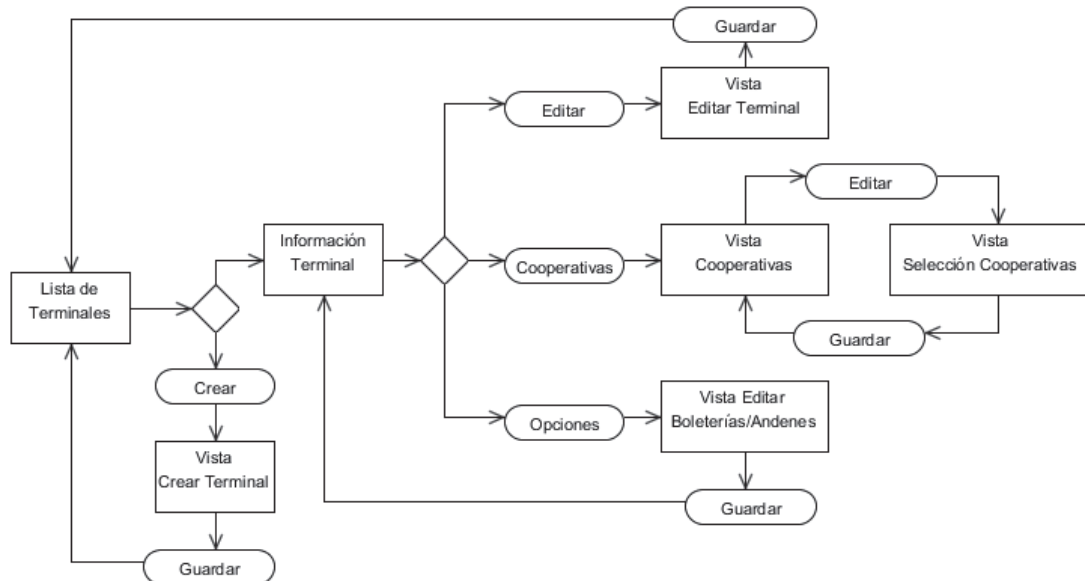 Guardar
Vista
Editar Terminal
Editar
Editar
Información
Terminal
Cooperativas
Vista
Cooperativas
Vista
Selección Cooperativas
Lista de
Terminales
Guardar
Crear
Opciones
Vista Editar
Boleterías/Andenes
Vista
Crear Terminal
Guardar
Guardar